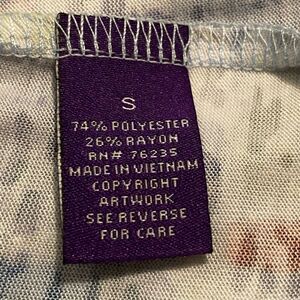 S
74% POLYESTER
26% RAYON
RN# 76235
MADE IN VIETNAM
COPYRIGHT
ARTWORK
SEE REVERSE
FOR CARE